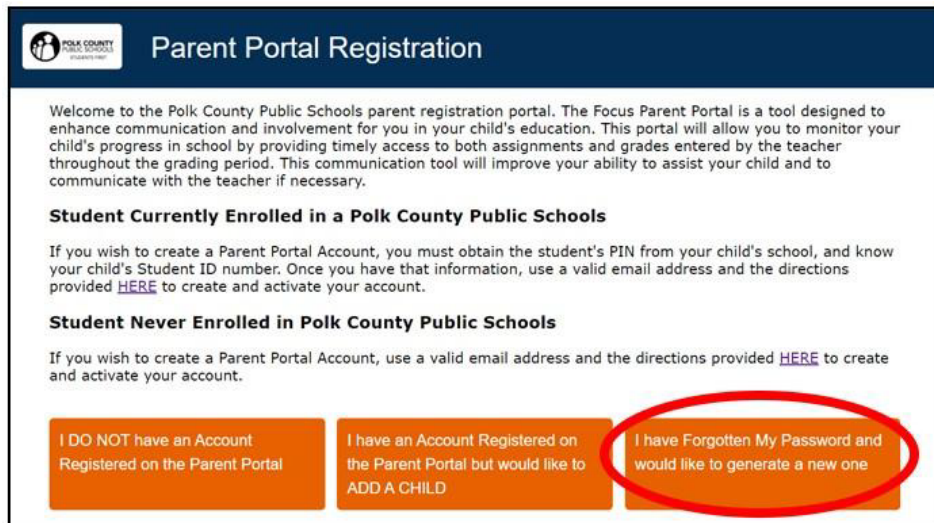 POLK COUNTY
PUBLIC SCHOOLS
STUDENTS FIRST
Parent Portal Registration
Welcome to the Polk County Public Schools parent registration portal. The Focus Parent Portal is a tool designed to
enhance communication and involvement for you in your child's education. This portal will allow you to monitor your
child's progress in school by providing timely access to both assignments and grades entered by the teacher
throughout the grading period. This communication tool will improve your ability to assist your child and to
communicate with the teacher if necessary.
Student Currently Enrolled in a Polk County Public Schools
If you wish to create a Parent Portal Account, you must obtain the student's PIN from your child's school, and know
your child's Student ID number. Once you have that information, use a valid email address and the directions
provided HERE to create and activate your account.
Student Never Enrolled in Polk County Public Schools
If you wish to create a Parent Portal Account, use a valid email address and the directions provided HERE to create
and activate your account.
I DO NOT have an Account
Registered on the Parent Portal
I have an Account Registered on
the Parent Portal but would like to
ADD A CHILD
I have Forgotten My Password and
would like to generate a new one